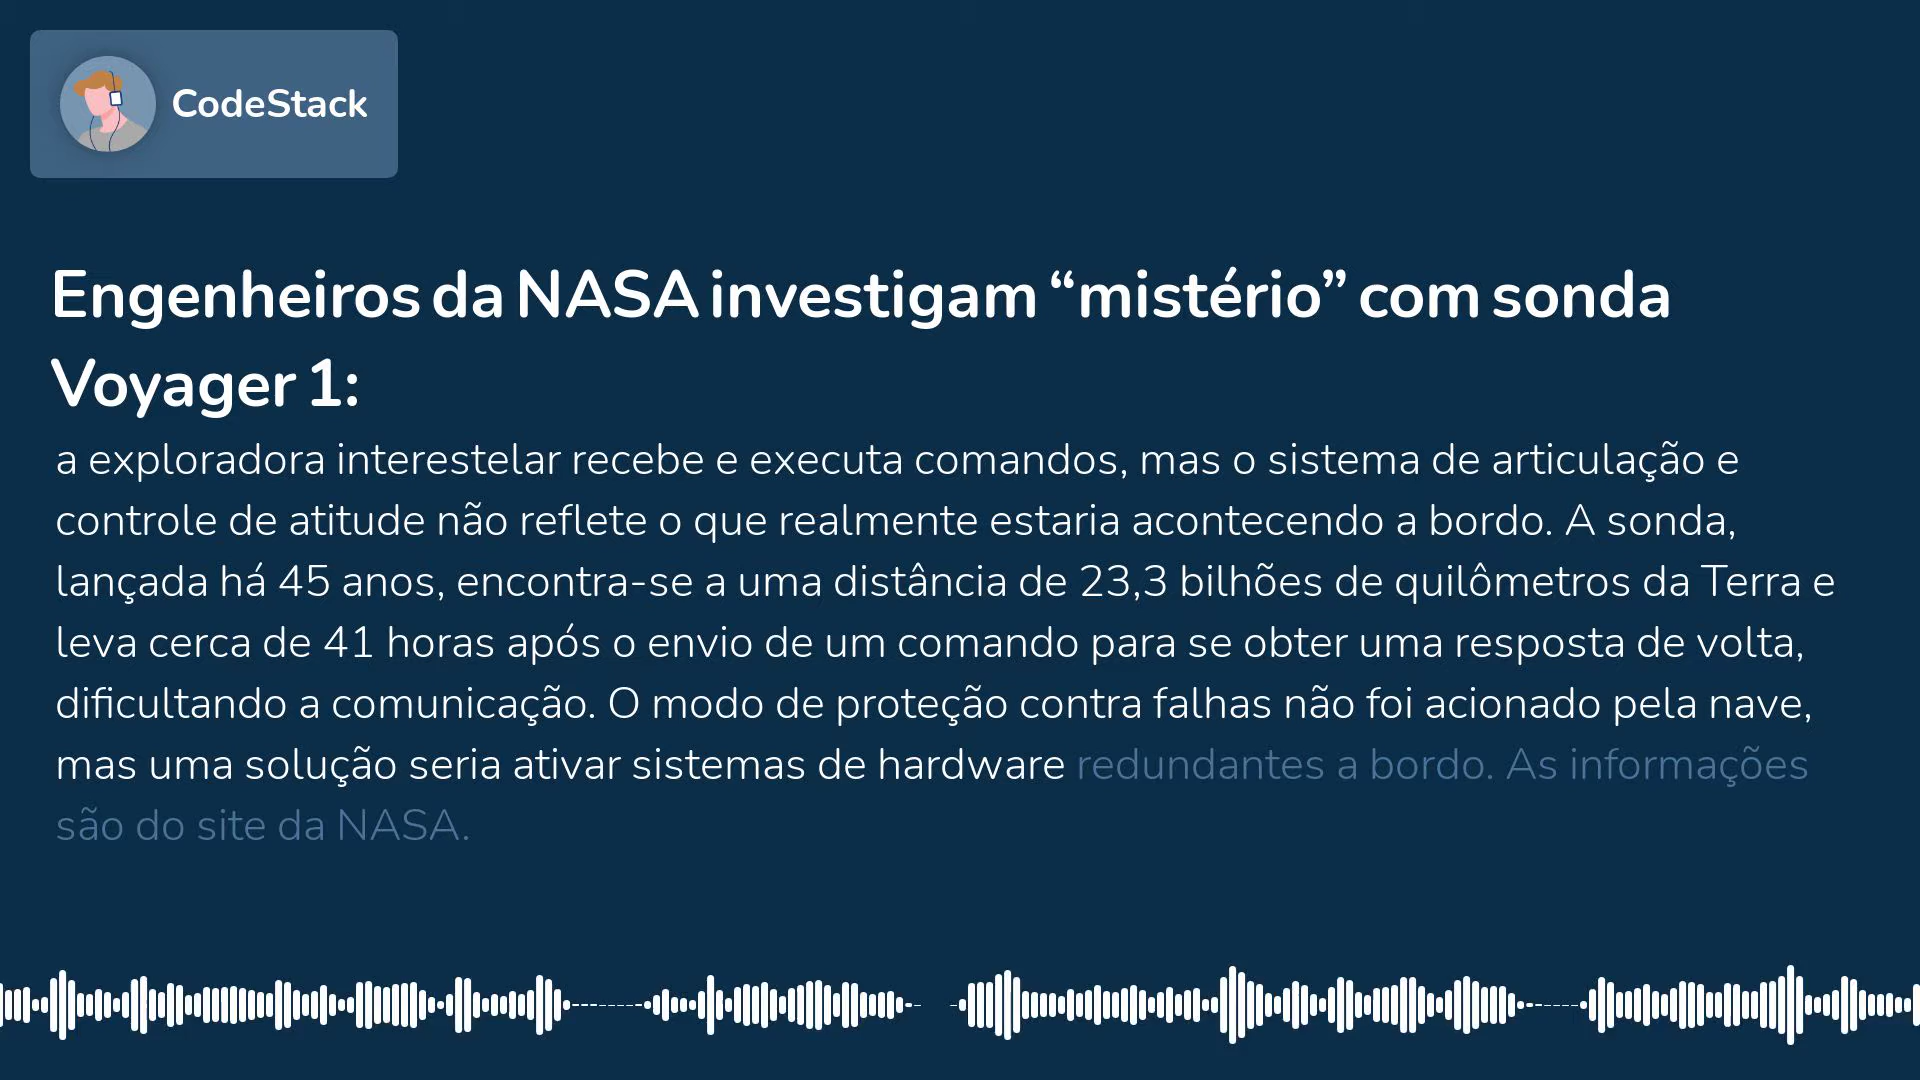 CodeStack
Engenheiros da NASA investigam “mistério” com sonda
Voyager 1:
a exploradora interestelar recebe e executa comandos, mas o sistema de articulação e
controle de atitude não reflete o que realmente estaria acontecendo a bordo. A sonda,
lançada há 45 anos, encontra-se a uma distância de 23,3 bilhões de quilômetros da Terra e
leva cerca de 41 horas após o envio de um comando para se obter uma resposta de volta,
dificultando a comunicação. O modo de proteção contra falhas não foi acionado pela nave,
mas uma solução seria ativar sistemas de hardware redundantes a bordo. As informações
são do site da NASA.